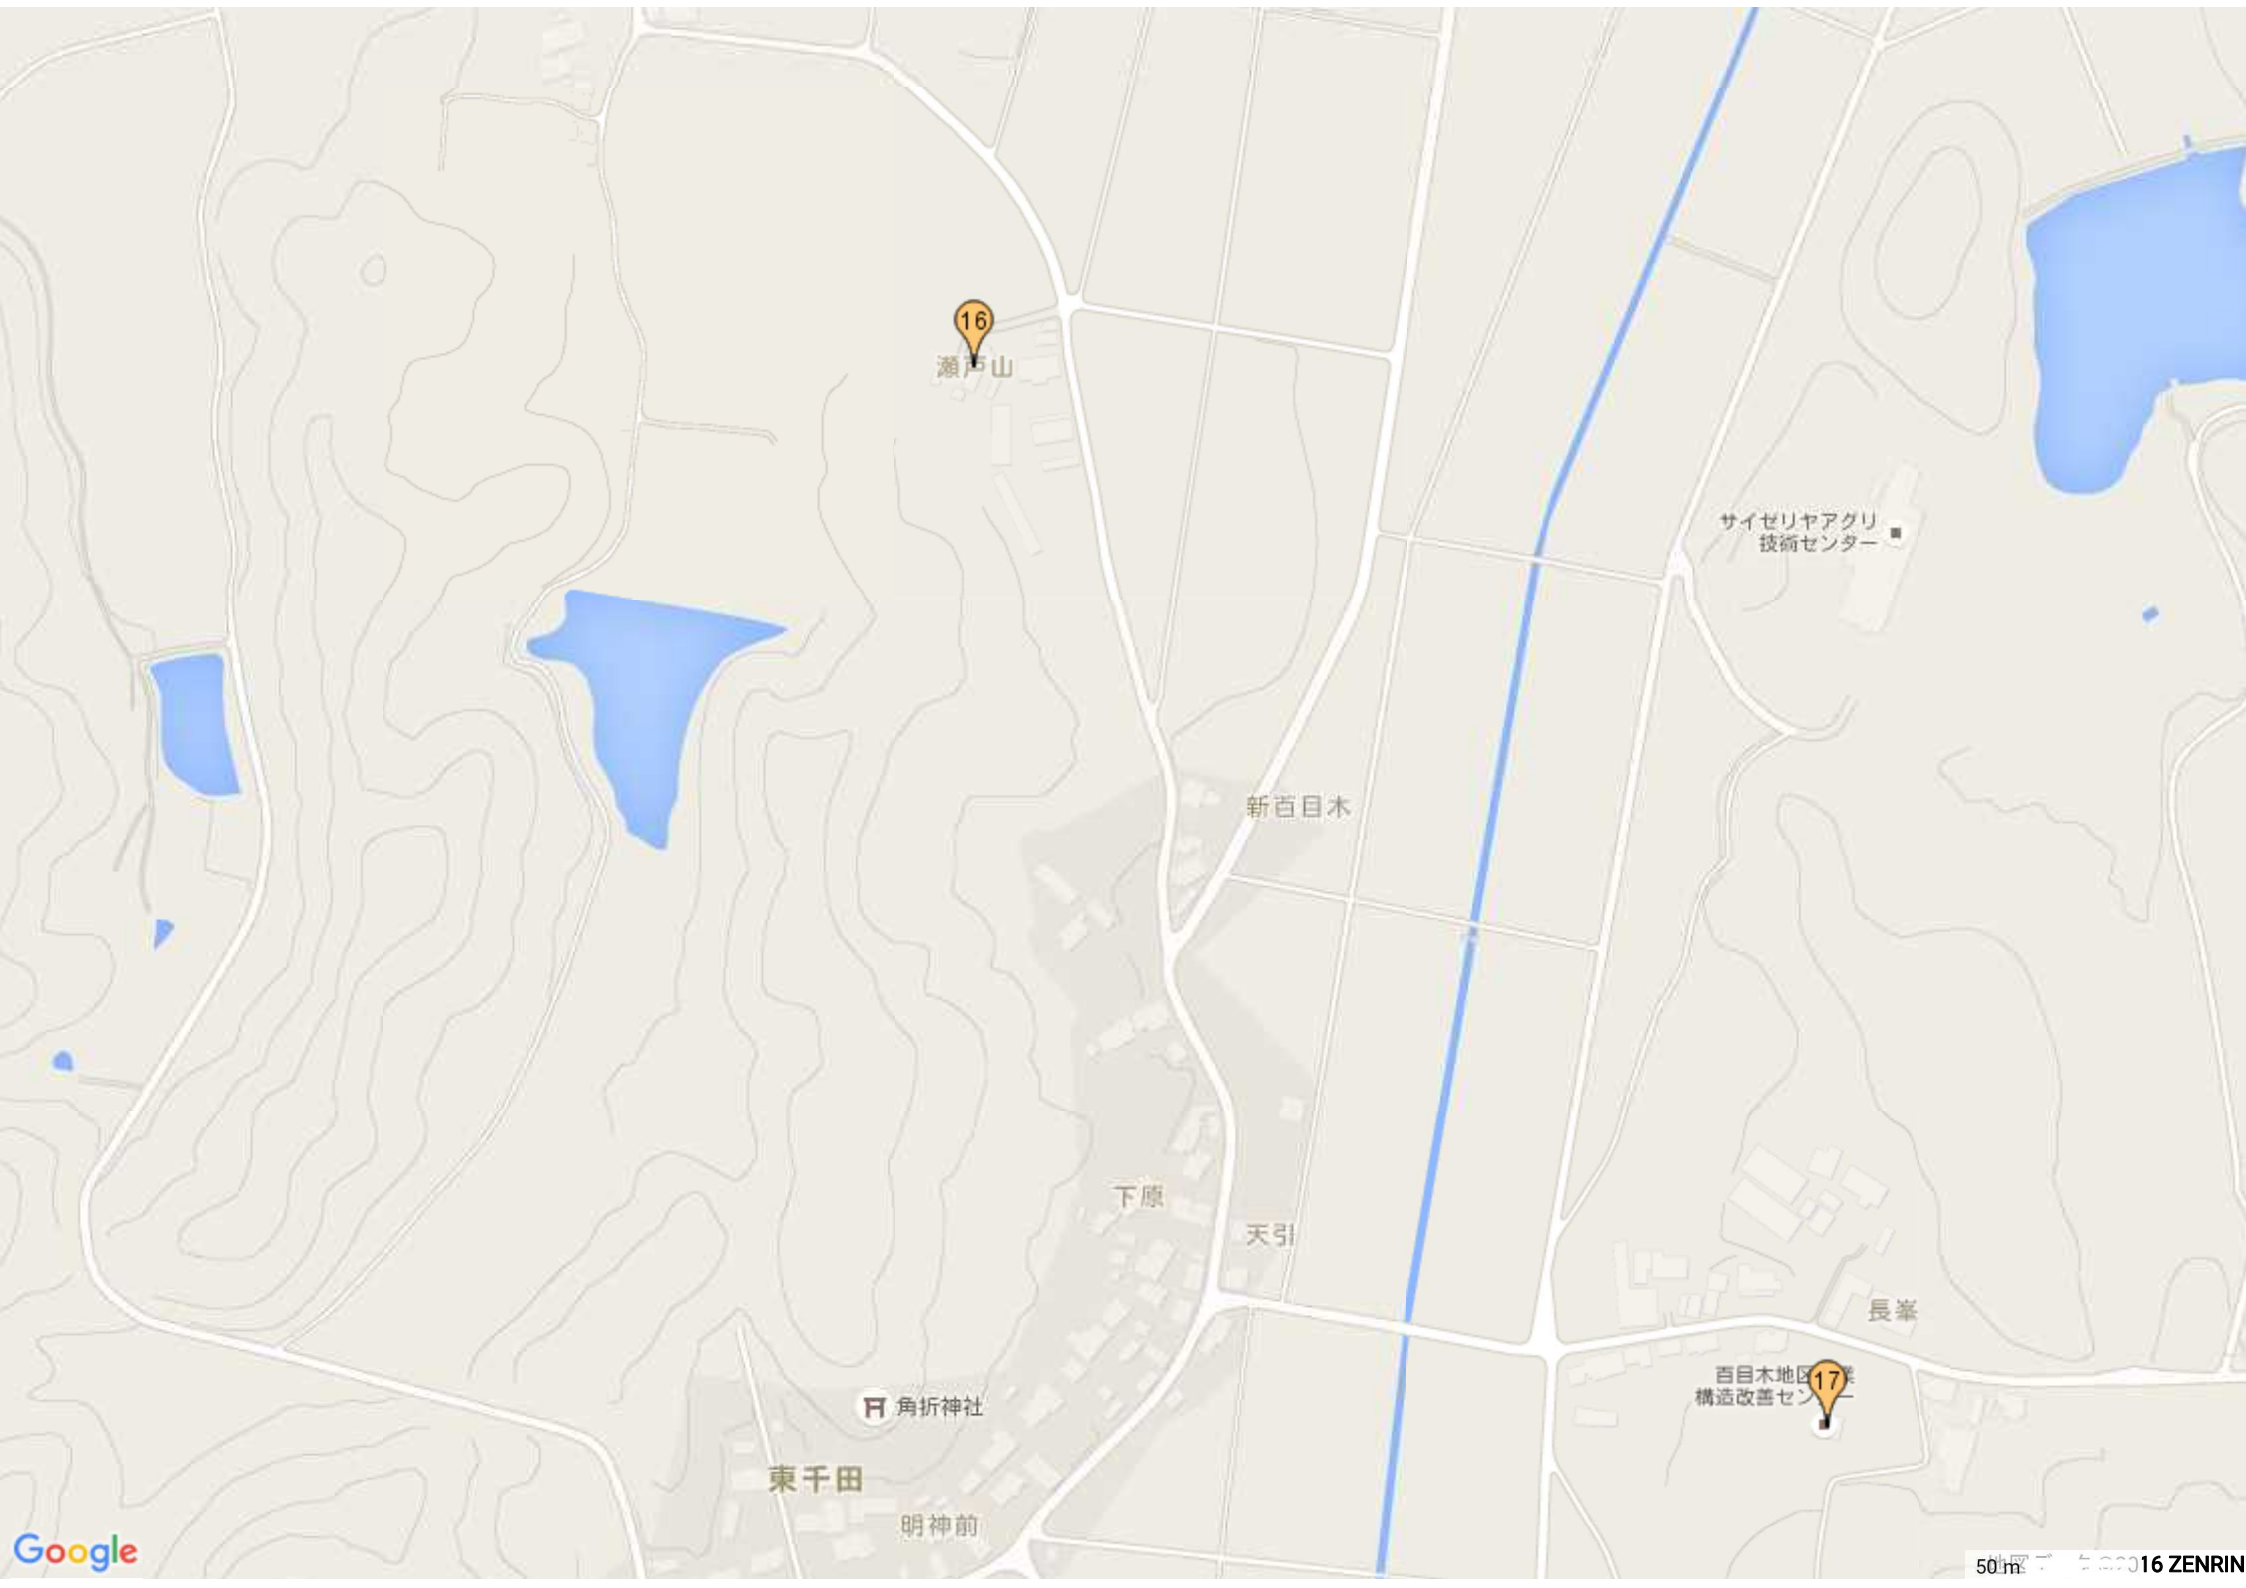 16
瀬戸山
サイゼリヤアグリ
技術センター
新百目木
下原
天引
長峯
百目木地区
構造改善セン
17
角折神社
東千田
明神前
Google
50 m
16 ZENRIN